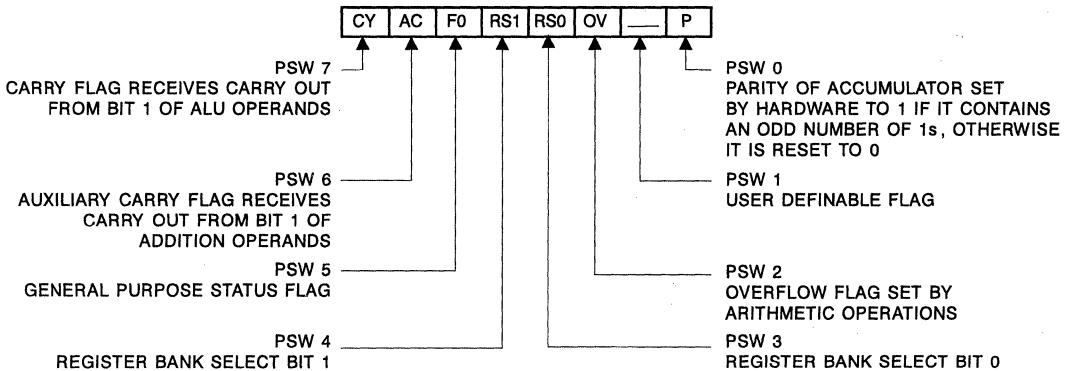 CY AC F0 RS1 RS0 OV ___ P
PSW 7
CARRY FLAG RECEIVES CARRY OUT
FROM BIT 1 OF ALU OPERANDS
PSW 6
AUXILIARY CARRY FLAG RECEIVES
CARRY OUT FROM BIT 1 OF
ADDITION OPERANDS
PSW 5
GENERAL PURPOSE STATUS FLAG
PSW 4
REGISTER BANK SELECT BIT 1
PSW 0
PARITY OF ACCUMULATOR SET
BY HARDWARE TO 1 IF IT CONTAINS
AN ODD NUMBER OF 1s, OTHERWISE
IT IS RESET TO 0
PSW 1
USER DEFINABLE FLAG
PSW 2
OVERFLOW FLAG SET BY
ARITHMETIC OPERATIONS
PSW 3
REGISTER BANK SELECT BIT 0